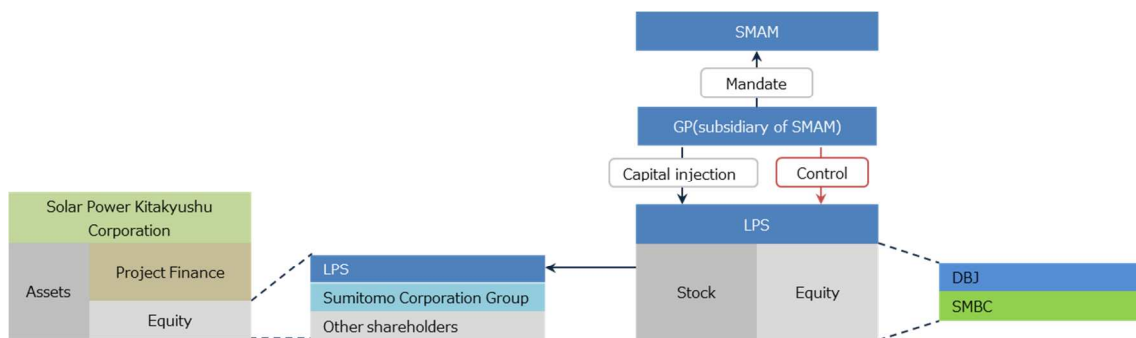 SMAM
Mandate
GP(subsidiary of SMAM)
Capital injection
Control
LPS
Stock
Equity
Solar Power Kitakyushu
Corporation
Assets
Project Finance
Equity
LPS
Sumitomo Corporation Group
Other shareholders
DBJ
SMBC